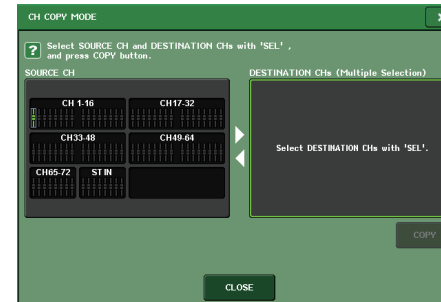 CH COPY MODE
X
? Select SOURCE CH and DESTINATION CHs with 'SEL' ,
and press COPY button.
SOURCE CH
DESTINATION CHs (Multiple Selection)
CH 1-16
CH17-32
CH33-48
CH49-64
CH65-72
ST IN
Select DESTINATION CHs with 'SEL'.
COPY
CLOSE